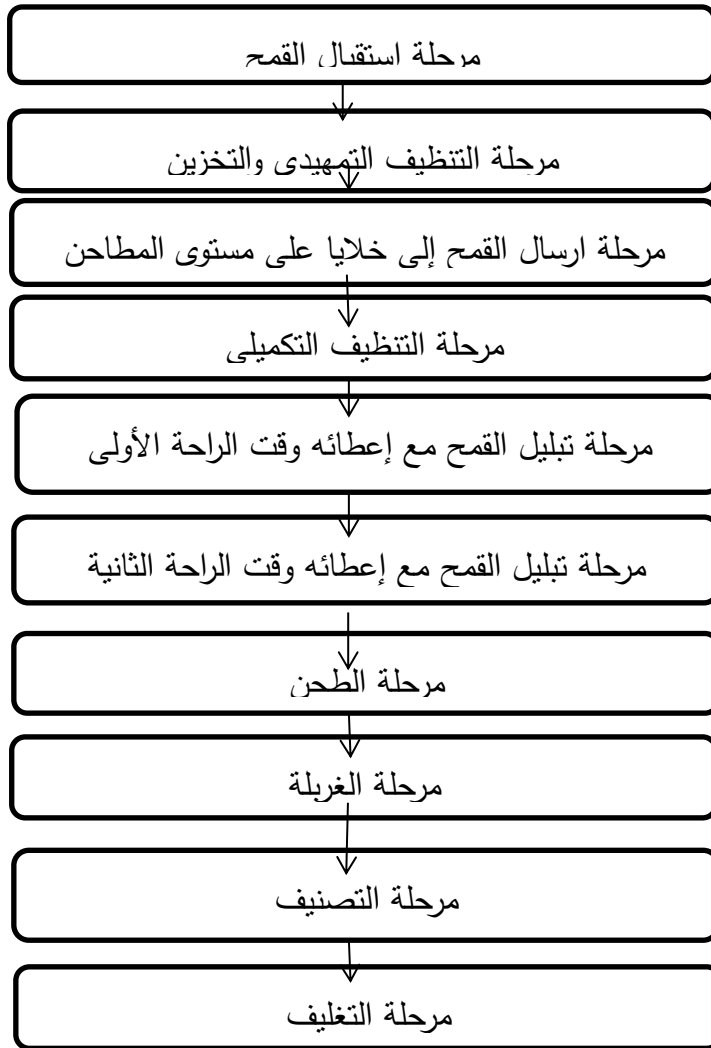 مرحلة استقبال القمح
مرحلة التنظيف التمهيدي والتخزين
مرحلة ارسال القمح إلى خلايا على مستوى المطاحن
مرحلة التنظيف التكميلي
مرحلة تبليل القمح مع إعطائه وقت الراحة الأولى
مرحلة تبليل القمح مع إعطائه وقت الراحة الثانية
مرحلة الطحن
مرحلة الغربلة
مرحلة التصنيف
مرحلة التغليف